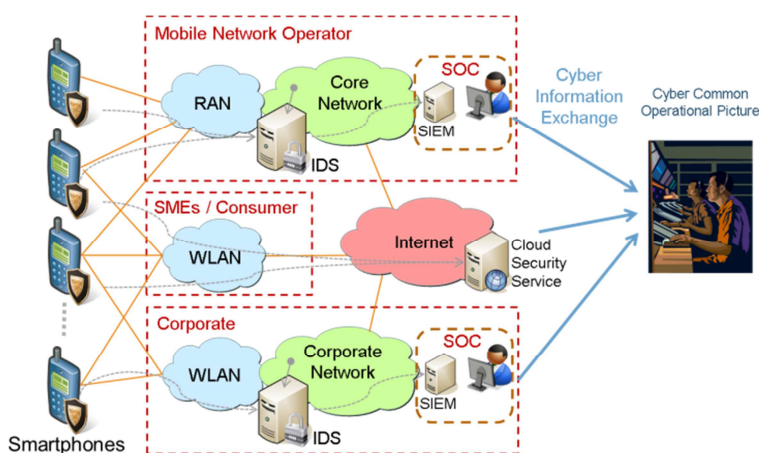 Mobile Network Operator
RAN
Core
Network
SOC
SIEM
IDS
Cyber
Information
Exchange
Cyber Common
Operational Picture
SMEs / Consumer
WLAN
Internet
Cloud
Security
Service
Corporate
WLAN
Corporate
Network
SOC
SIEM
IDS
Smartphones